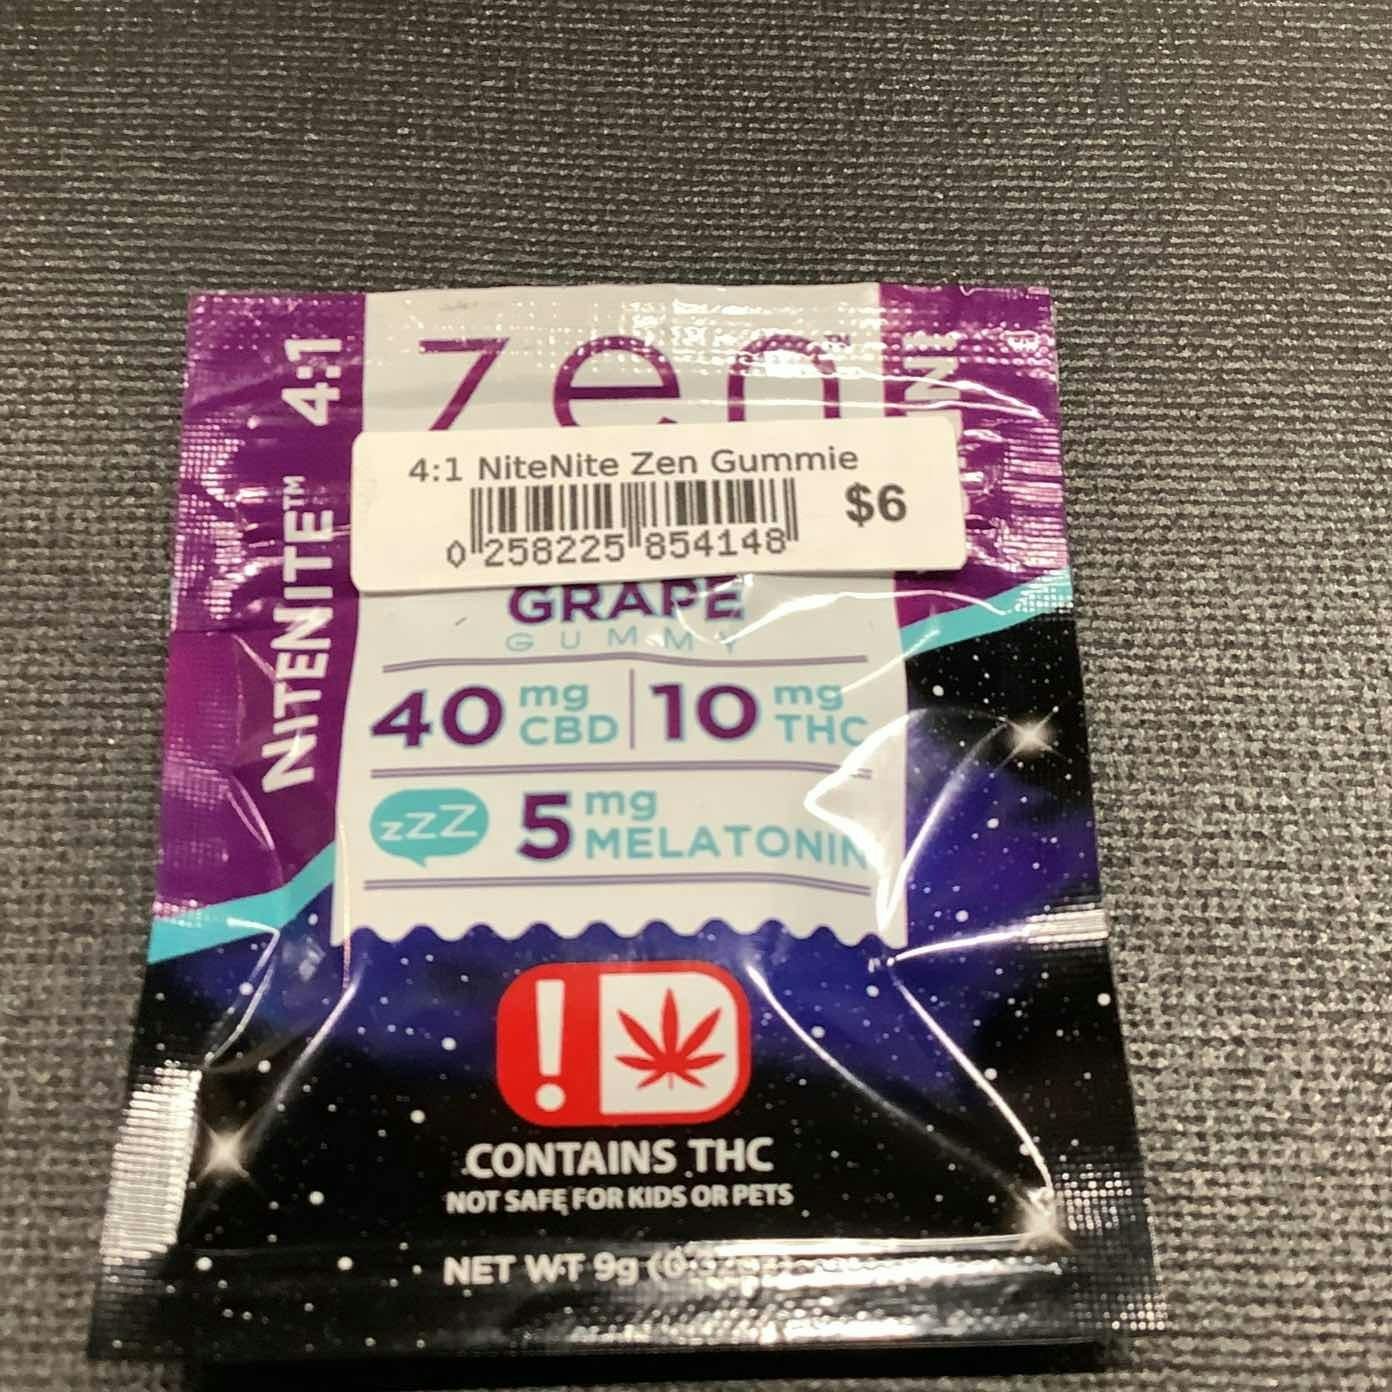 zen
4:1 NiteNite Zen Gummie
$6
0 258225 854148
GRAPE
GUMMY
40 mg CBD
10 mg THC
zZZ
5 mg MELATONIN
NITENITE™ 4:1
CONTAINS THC
NOT SAFE FOR KIDS OR PETS
NET WT 9g